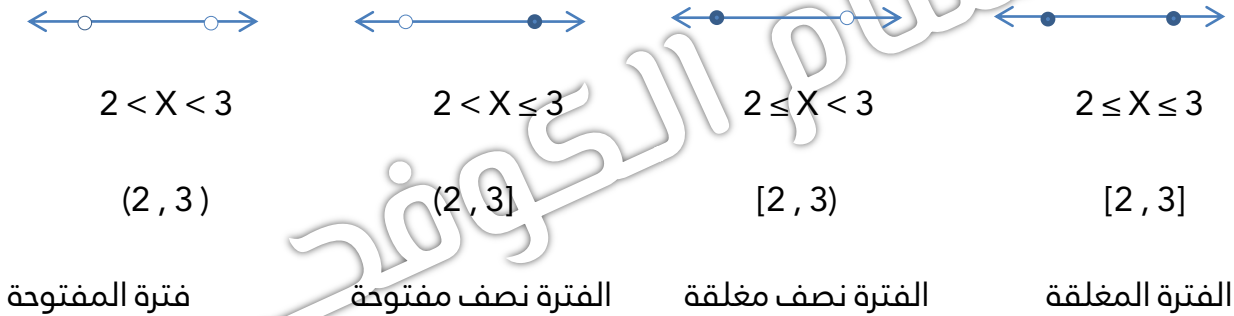 2 < X < 3 2 < X ≤ 3 2 ≤ X < 3 2 ≤ X ≤ 3
(2 , 3 ) (2 , 3] [2 , 3) [2 , 3]
الفترة المغلقة الفترة نصف مغلقة الفترة نصف مفتوحة فترة المفتوحة